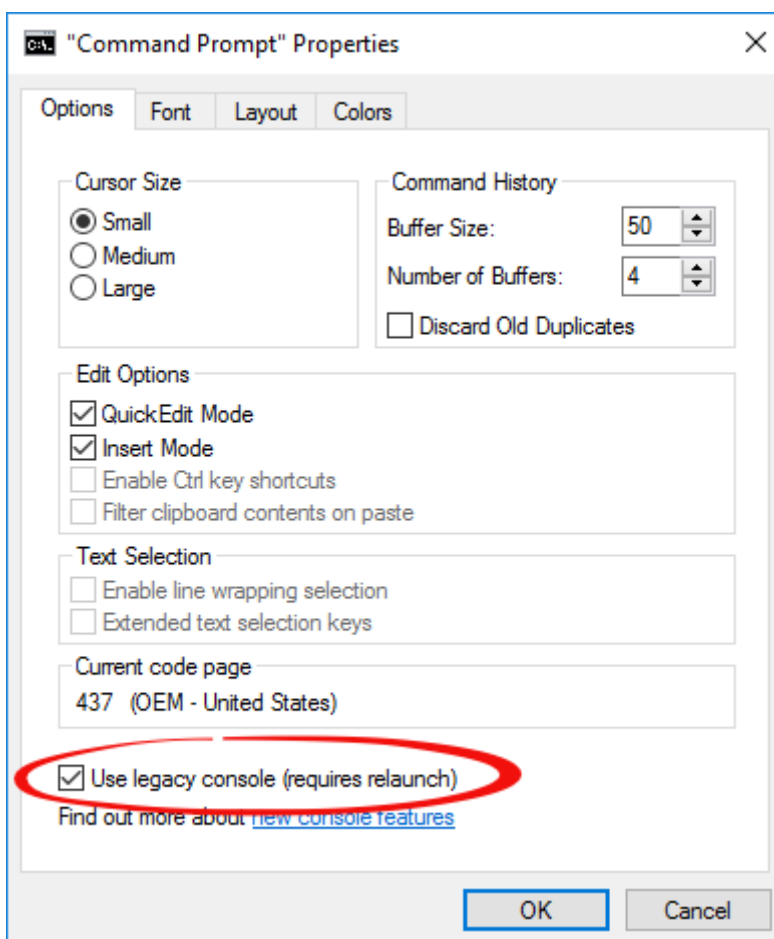 C:\. "Command Prompt" Properties
Options Font Layout Colors
Cursor Size
Small
Medium
Large
Command History
Buffer Size: 50
Number of Buffers: 4
Discard Old Duplicates
Edit Options
QuickEdit Mode
Insert Mode
Enable Ctrl key shortcuts
Filter clipboard contents on paste
Text Selection
Enable line wrapping selection
Extended text selection keys
Current code page
437 (OEM - United States)
Use legacy console (requires relaunch)
Find out more about new console features
OK Cancel